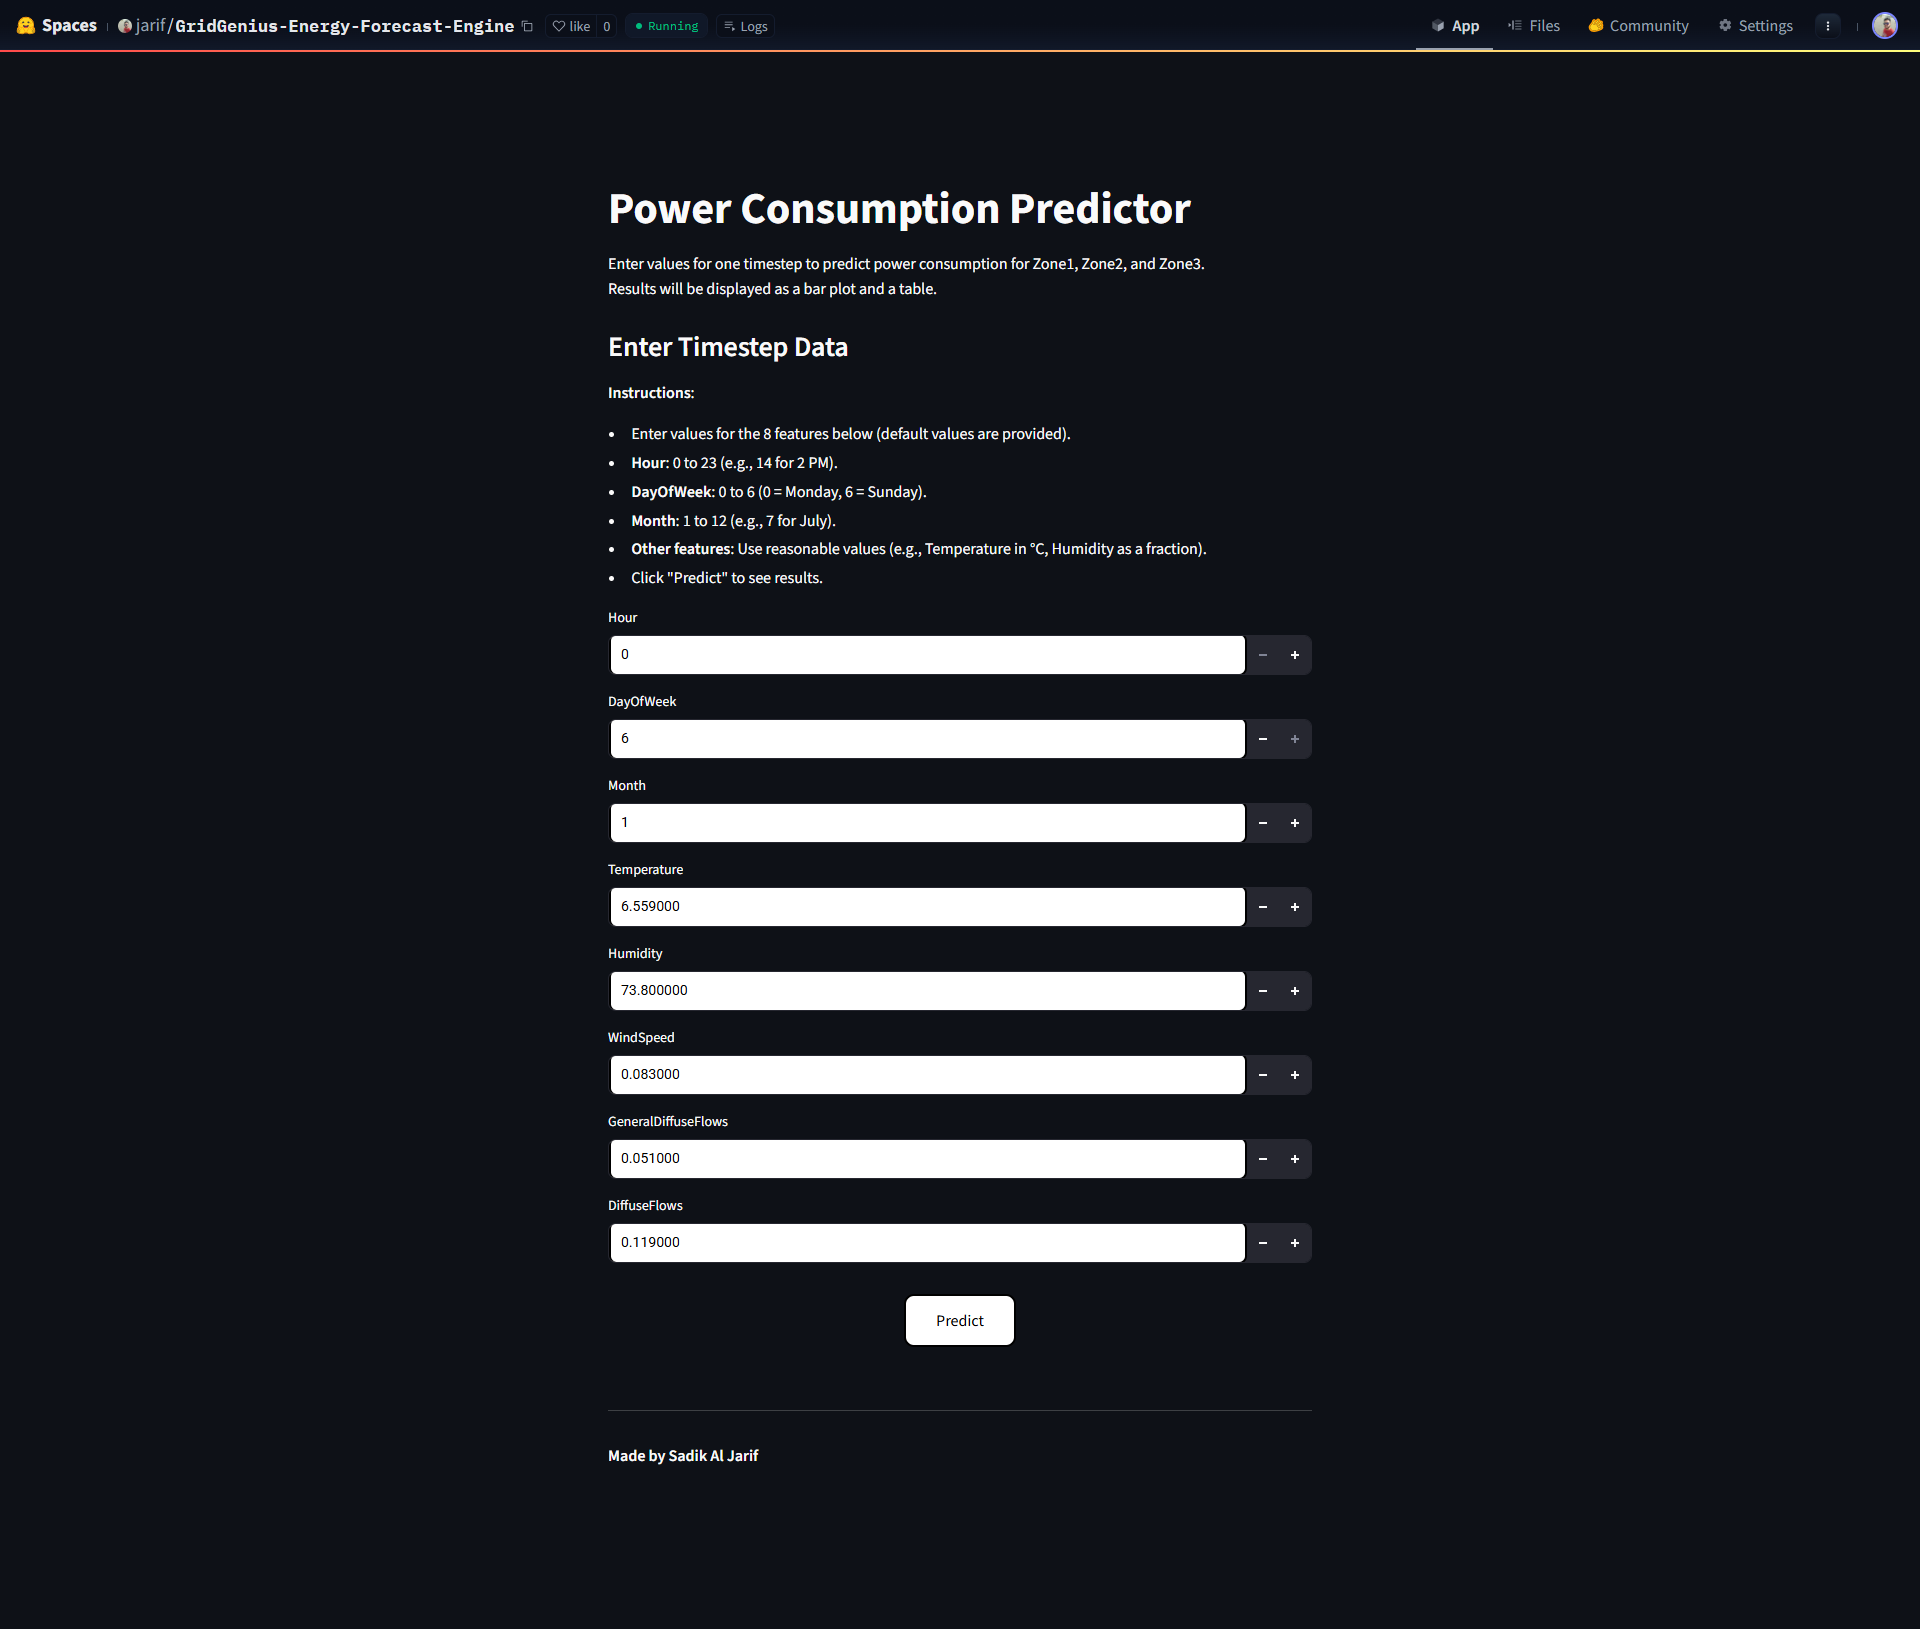 Spaces jarif/GridGenius-Energy-Forecast-Engine like 0 Running Logs App Files Community Settings
Power Consumption Predictor
Enter values for one timestep to predict power consumption for Zone1, Zone2, and Zone3.
Results will be displayed as a bar plot and a table.
Enter Timestep Data
Instructions:
• Enter values for the 8 features below (default values are provided).
• Hour: 0 to 23 (e.g., 14 for 2 PM).
• DayOfWeek: 0 to 6 (0 = Monday, 6 = Sunday).
• Month: 1 to 12 (e.g., 7 for July).
• Other features: Use reasonable values (e.g., Temperature in °C, Humidity as a fraction).
• Click "Predict" to see results.
Hour
0
DayOfWeek
6
Month
1
Temperature
6.559000
Humidity
73.800000
WindSpeed
0.083000
GeneralDiffuseFlows
0.051000
DiffuseFlows
0.119000
Predict
Made by Sadik Al Jarif